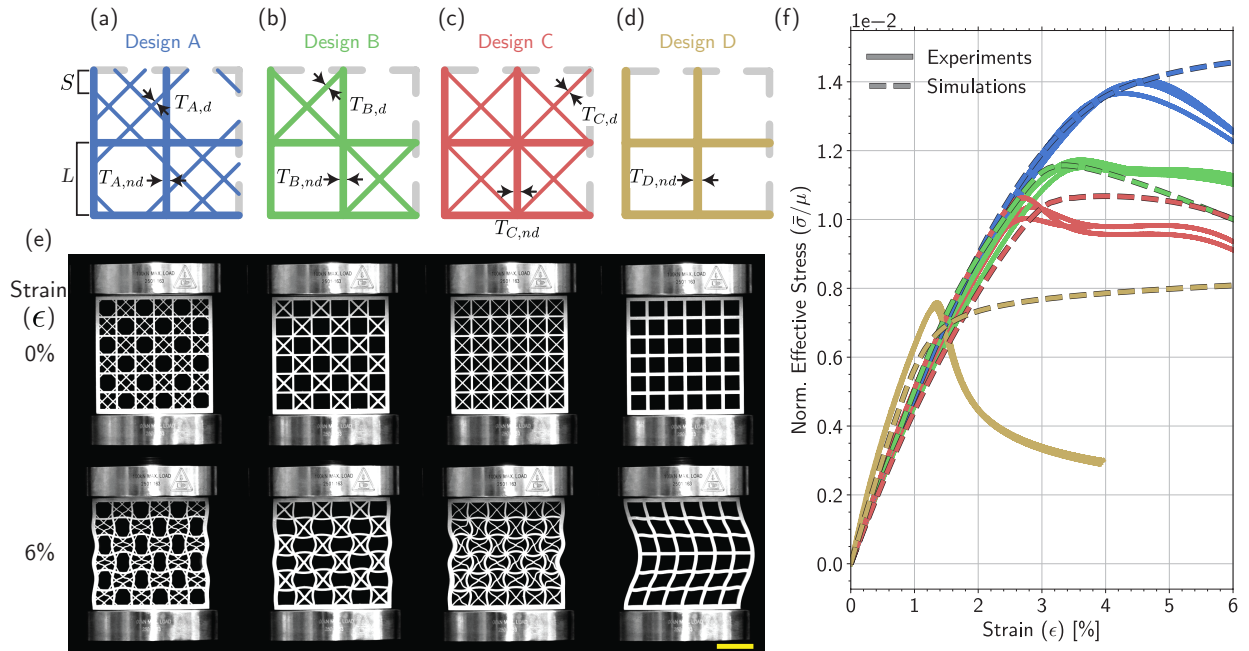 (a)
(b)
(c)
(d)
(f)
Design A
Design B
Design C
Design D
S
L
T_{A,d}
T_{A,nd}
T_{B,d}
T_{B,nd}
T_{C,d}
T_{C,nd}
T_{D,nd}
(e)
Strain
(ϵ)
0%
6%
1e−2
Experiments
Simulations
Norm. Effective Stress (σ̄/μ)
1.4
1.2
1.0
0.8
0.6
0.4
0.2
0.0
0
1
2
3
4
5
6
Strain (ϵ) [%]